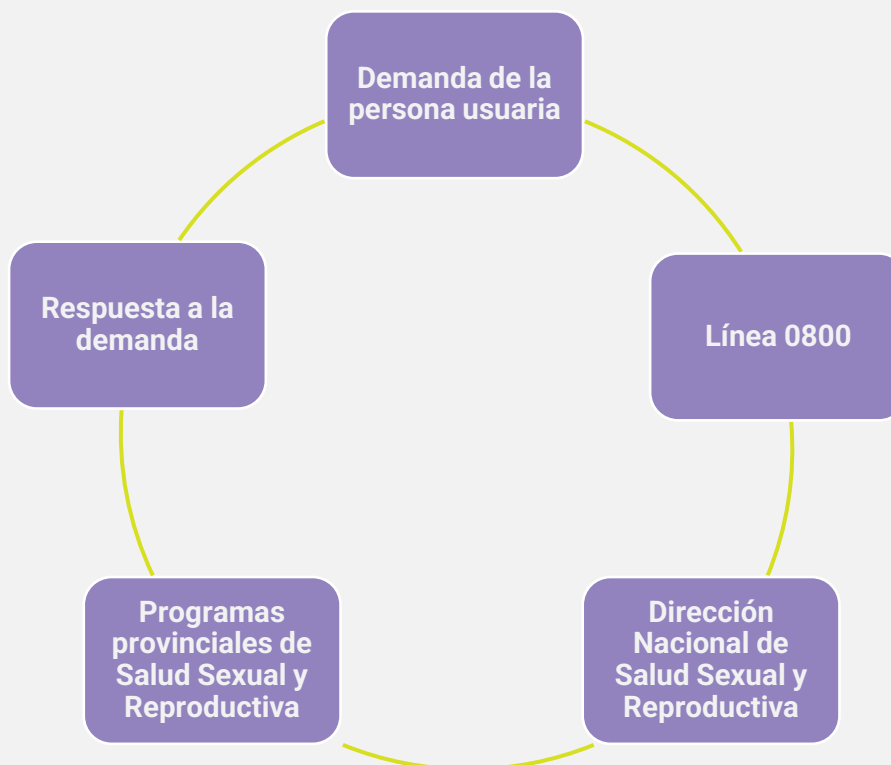 Demanda de la
persona usuaria
Línea 0800
Dirección
Nacional de
Salud Sexual y
Reproductiva
Programas
provinciales de
Salud Sexual y
Reproductiva
Respuesta a la
demanda